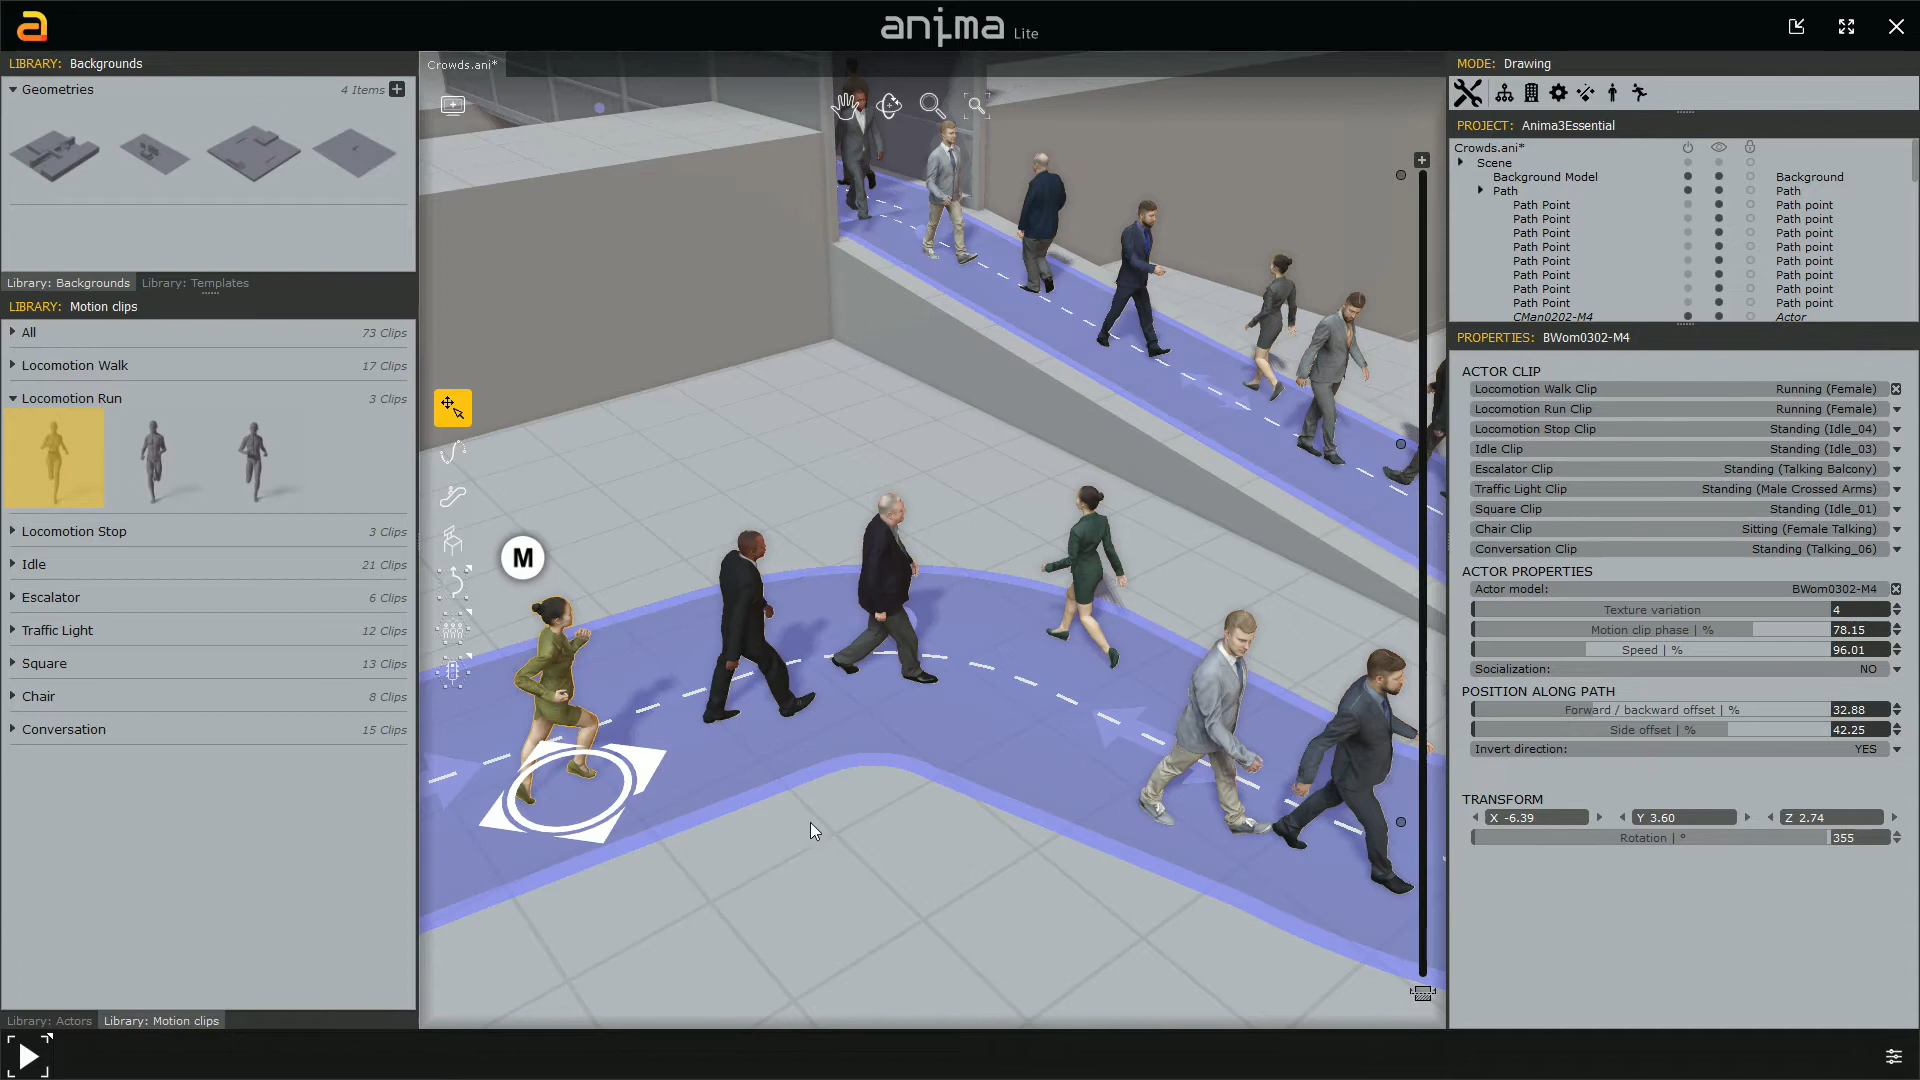 a
anima Lite
LIBRARY: Backgrounds
Geometries 4 Items
Library: Backgrounds Library: Templates
LIBRARY: Motion clips
All 73 Clips
Locomotion Walk 17 Clips
Locomotion Run 3 Clips
Locomotion Stop 3 Clips
Idle 21 Clips
Escalator 6 Clips
Traffic Light 12 Clips
Square 13 Clips
Chair 8 Clips
Conversation 15 Clips
Library: Actors Library: Motion clips
Crowds.ani*
M
MODE: Drawing
PROJECT: Anima3Essential
Crowds.ani*
Scene
Background Model Background
Path Path
Path Point Path point
Path Point Path point
Path Point Path point
Path Point Path point
Path Point Path point
Path Point Path point
Path Point Path point
Path Point Path point
CMan0202-M4 Actor
PROPERTIES: BWom0302-M4
ACTOR CLIP
Locomotion Walk Clip Running (Female)
Locomotion Run Clip Running (Female)
Locomotion Stop Clip Standing (Idle_04)
Idle Clip Standing (Idle_03)
Escalator Clip Standing (Talking Balcony)
Traffic Light Clip Standing (Male Crossed Arms)
Square Clip Standing (Idle_01)
Chair Clip Sitting (Female Talking)
Conversation Clip Standing (Talking_06)
ACTOR PROPERTIES
Actor model: BWom0302-M4
Texture variation 4
Motion clip phase | % 78.15
Speed | % 96.01
Socialization: NO
POSITION ALONG PATH
Forward / backward offset | % 32.88
Side offset | % 42.25
Invert direction: YES
TRANSFORM
X -6.39 Y 3.60 Z 2.74
Rotation | ° 355